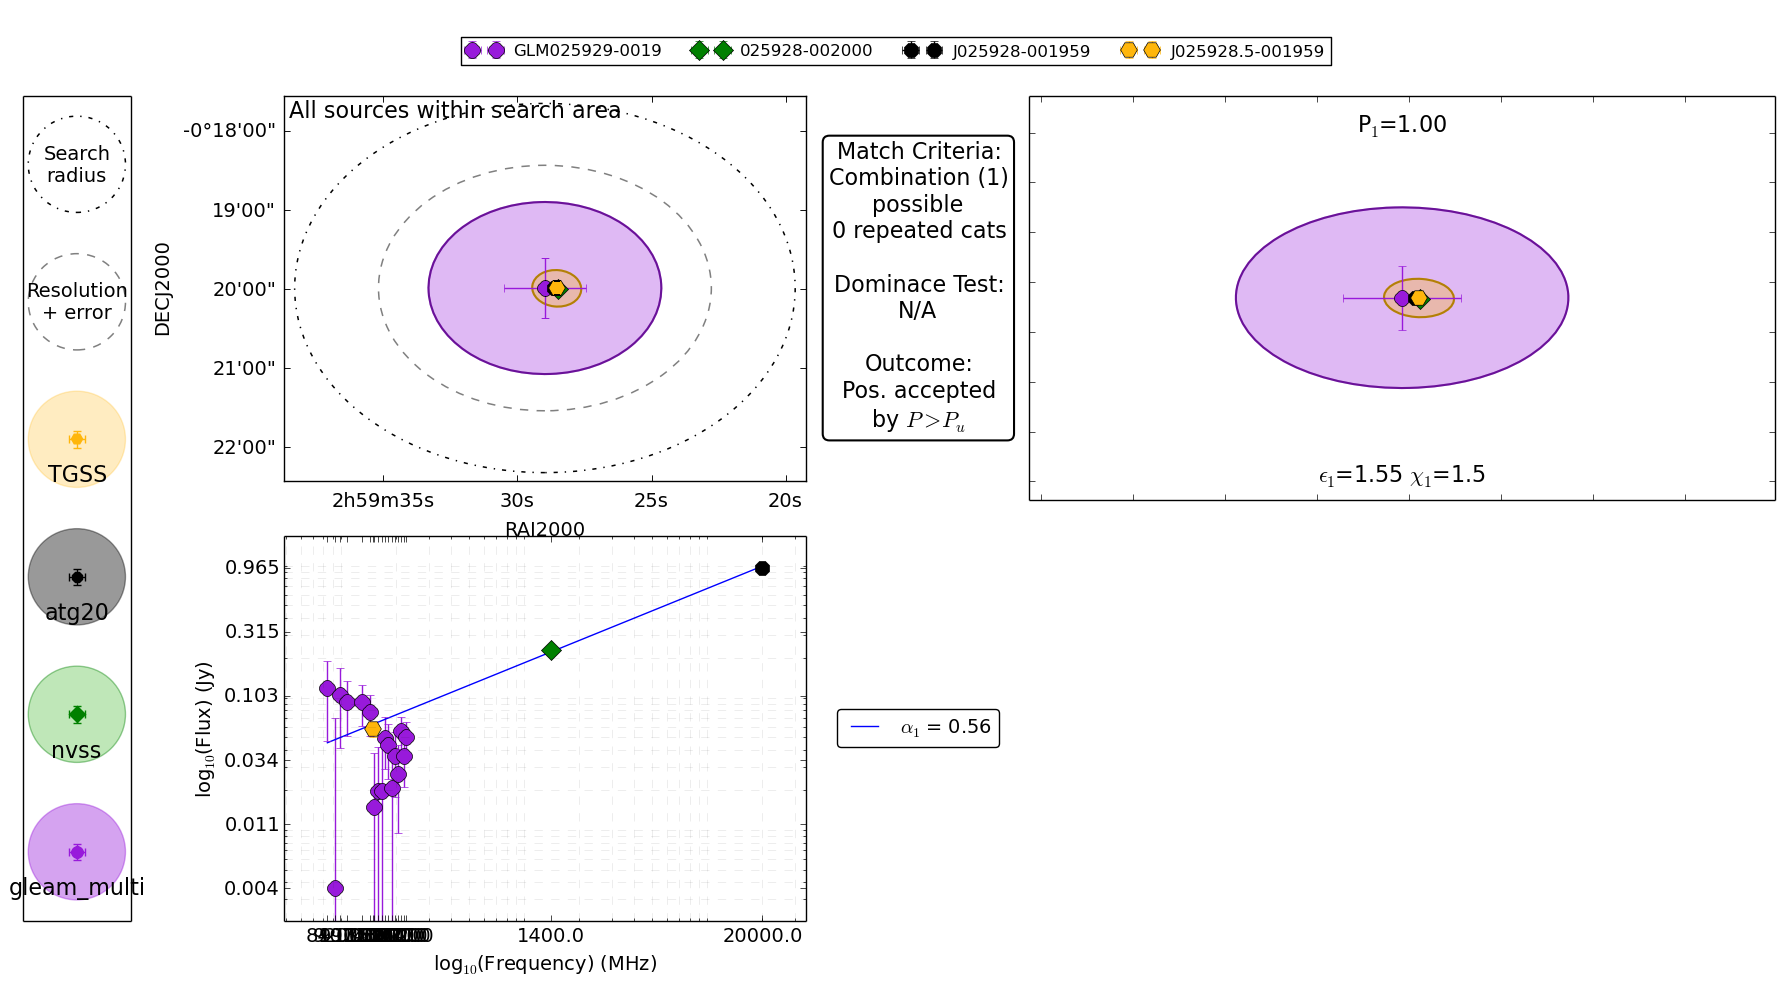 GLM025929-0019 025928-002000 J025928-001959 J025928.5-001959
Search
radius
Resolution
+ error
TGSS
atg20
nvss
gleam_multi
All sources within search area
DECJ2000
-0°18'00"
19'00"
20'00"
21'00"
22'00"
2h59m35s 30s 25s 20s
RAJ2000
Match Criteria:
Combination (1)
possible
0 repeated cats
Dominace Test:
N/A
Outcome:
Pos. accepted
by P>Pu
P1=1.00
ϵ1=1.55 χ1=1.5
log10(Flux) (Jy)
0.965
0.315
0.103
0.034
0.011
0.004
1400.0 20000.0
log10(Frequency) (MHz)
α1 = 0.56